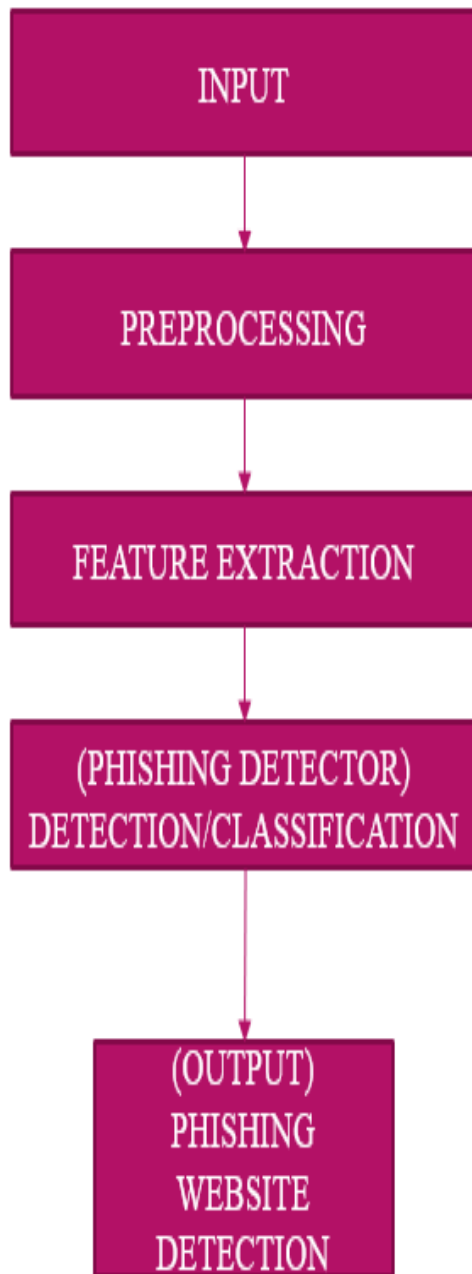 INPUT
PREPROCESSING
FEATURE EXTRACTION
(PHISHING DETECTOR)
DETECTION/CLASSIFICATION
(OUTPUT)
PHISHING
WEBSITE
DETECTION